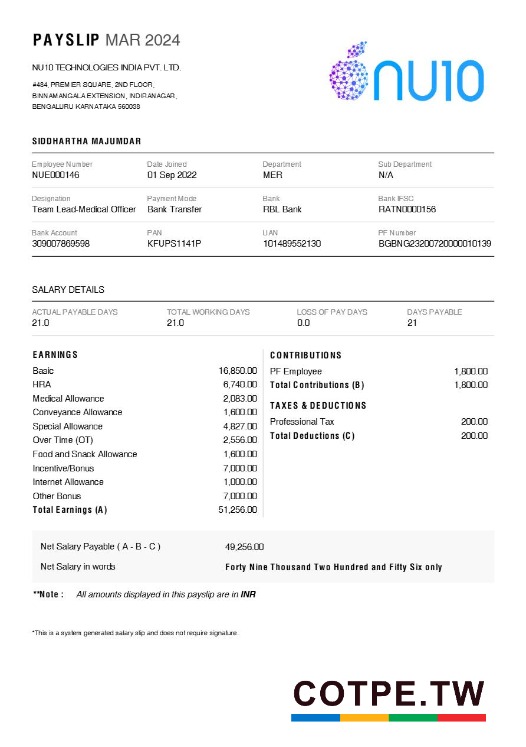 PAYSLIP MAR 2024
NU10 TECHNOLOGIES INDIA PVT. LTD.
#484, PREMIER SQUARE, 2ND FLOOR,
BINNAMANGALA EXTENSION, INDIRANAGAR,
BENGALURU KARNATAKA 560038
NU10
SIDDHARTHA MAJUMDAR
Employee Number Date Joined Department Sub Department
NUE000146 01 Sep 2022 MER N/A
Designation Payment Mode Bank Bank IFSC
Team Lead-Medical Officer Bank Transfer RBL Bank RATN0000156
Bank Account PAN UAN PF Number
309007869598 KFUPS1141P 101489552130 BGBNG23200720000010139
SALARY DETAILS
ACTUAL PAYABLE DAYS TOTAL WORKING DAYS LOSS OF PAY DAYS DAYS PAYABLE
21.0 21.0 0.0 21
EARNINGS
Basic 16,850.00
HRA 6,740.00
Medical Allowance 2,083.00
Conveyance Allowance 1,600.00
Special Allowance 4,827.00
Over Time (OT) 2,556.00
Food and Snack Allowance 1,600.00
Incentive/Bonus 7,000.00
Internet Allowance 1,000.00
Other Bonus 7,000.00
Total Earnings (A) 51,256.00
CONTRIBUTIONS
PF Employee 1,800.00
Total Contributions (B) 1,800.00
TAXES & DEDUCTIONS
Professional Tax 200.00
Total Deductions (C) 200.00
Net Salary Payable ( A - B - C ) 49,256.00
Net Salary in words Forty Nine Thousand Two Hundred and Fifty Six only
**Note : All amounts displayed in this payslip are in INR
*This is a system generated salary slip and does not require signature.
COTPE.TW